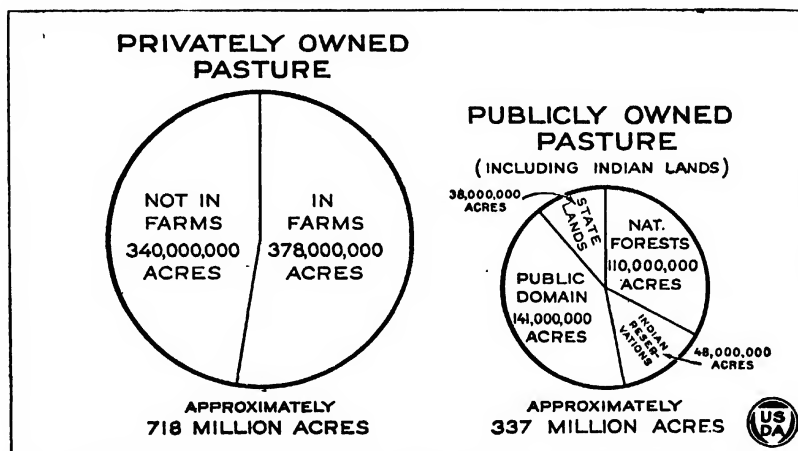 PRIVATELY OWNED
PASTURE
NOT IN
FARMS
340,000,000
ACRES
IN
FARMS
378,000,000
ACRES
APPROXIMATELY
718 MILLION ACRES
PUBLICLY OWNED
PASTURE
(INCLUDING INDIAN LANDS)
38,000,000
ACRES
STATE
LANDS
NAT.
FORESTS
110,000,000
ACRES
PUBLIC
DOMAIN
141,000,000
ACRES
INDIAN
RESER-
VATIONS
48,000,000
ACRES
APPROXIMATELY
337 MILLION ACRES
US
DA